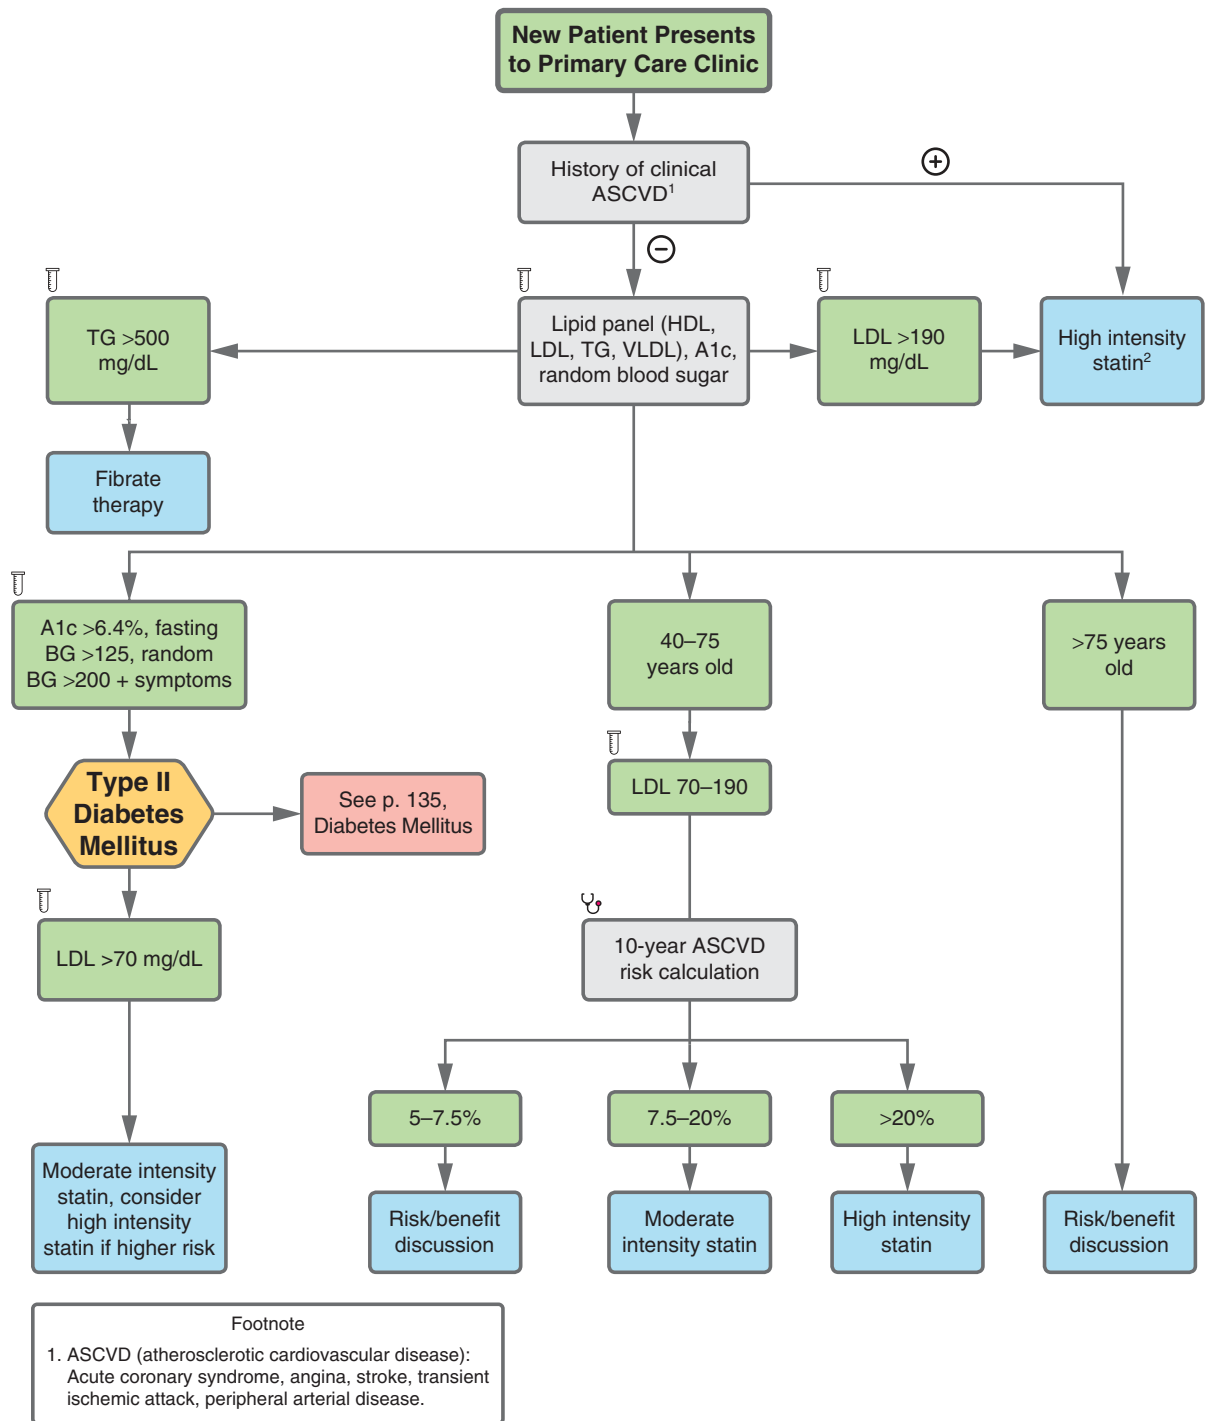 New Patient Presents
to Primary Care Clinic
History of clinical
ASCVD1
+
−
TG >500
mg/dL
Lipid panel (HDL,
LDL, TG, VLDL), A1c,
random blood sugar
LDL >190
mg/dL
High intensity
statin2
Fibrate
therapy
A1c >6.4%, fasting
BG >125, random
BG >200 + symptoms
40–75
years old
>75 years
old
Type II
Diabetes
Mellitus
See p. 135,
Diabetes Mellitus
LDL 70–190
LDL >70 mg/dL
10-year ASCVD
risk calculation
5–7.5%
7.5–20%
>20%
Moderate intensity
statin, consider
high intensity
statin if higher risk
Risk/benefit
discussion
Moderate
intensity statin
High intensity
statin
Risk/benefit
discussion
Footnote
1. ASCVD (atherosclerotic cardiovascular disease):
Acute coronary syndrome, angina, stroke, transient
ischemic attack, peripheral arterial disease.